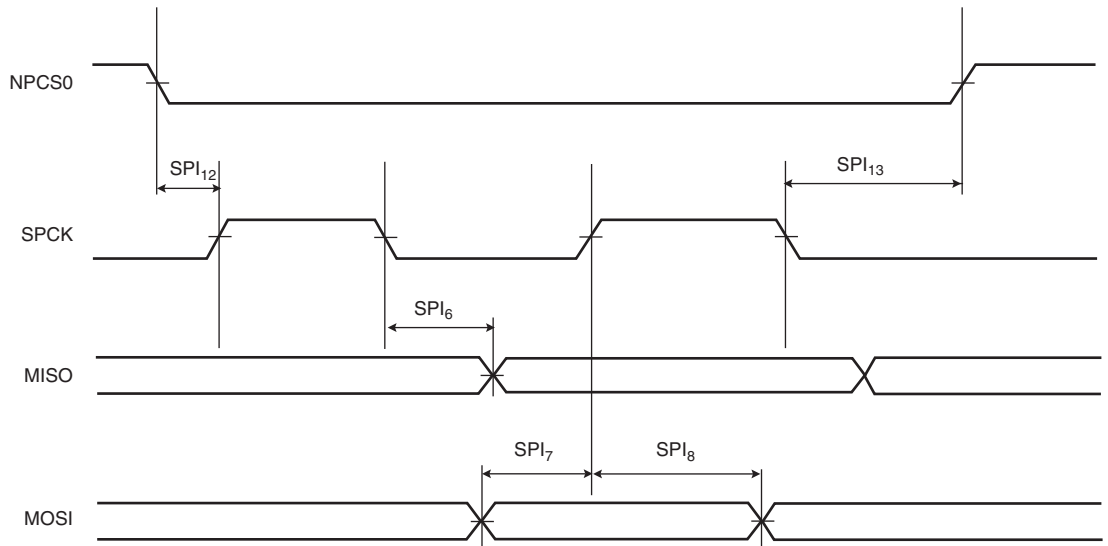 NPCS0
SPI₁₂
SPI₁₃
SPCK
SPI₆
MISO
SPI₇
SPI₈
MOSI